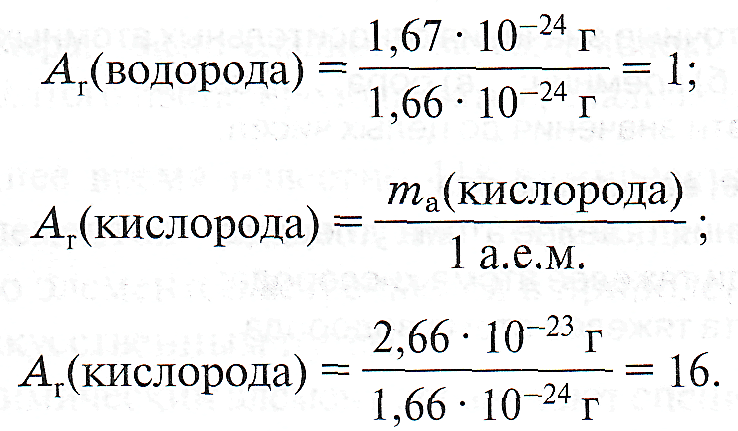 Aᵣ(водорода) = 1,67 · 10⁻²⁴ г / 1,66 · 10⁻²⁴ г = 1;
Aᵣ(кислорода) = mₐ(кислорода) / 1 а.е.м. ;
Aᵣ(кислорода) = 2,66 · 10⁻²³ г / 1,66 · 10⁻²⁴ г = 16.